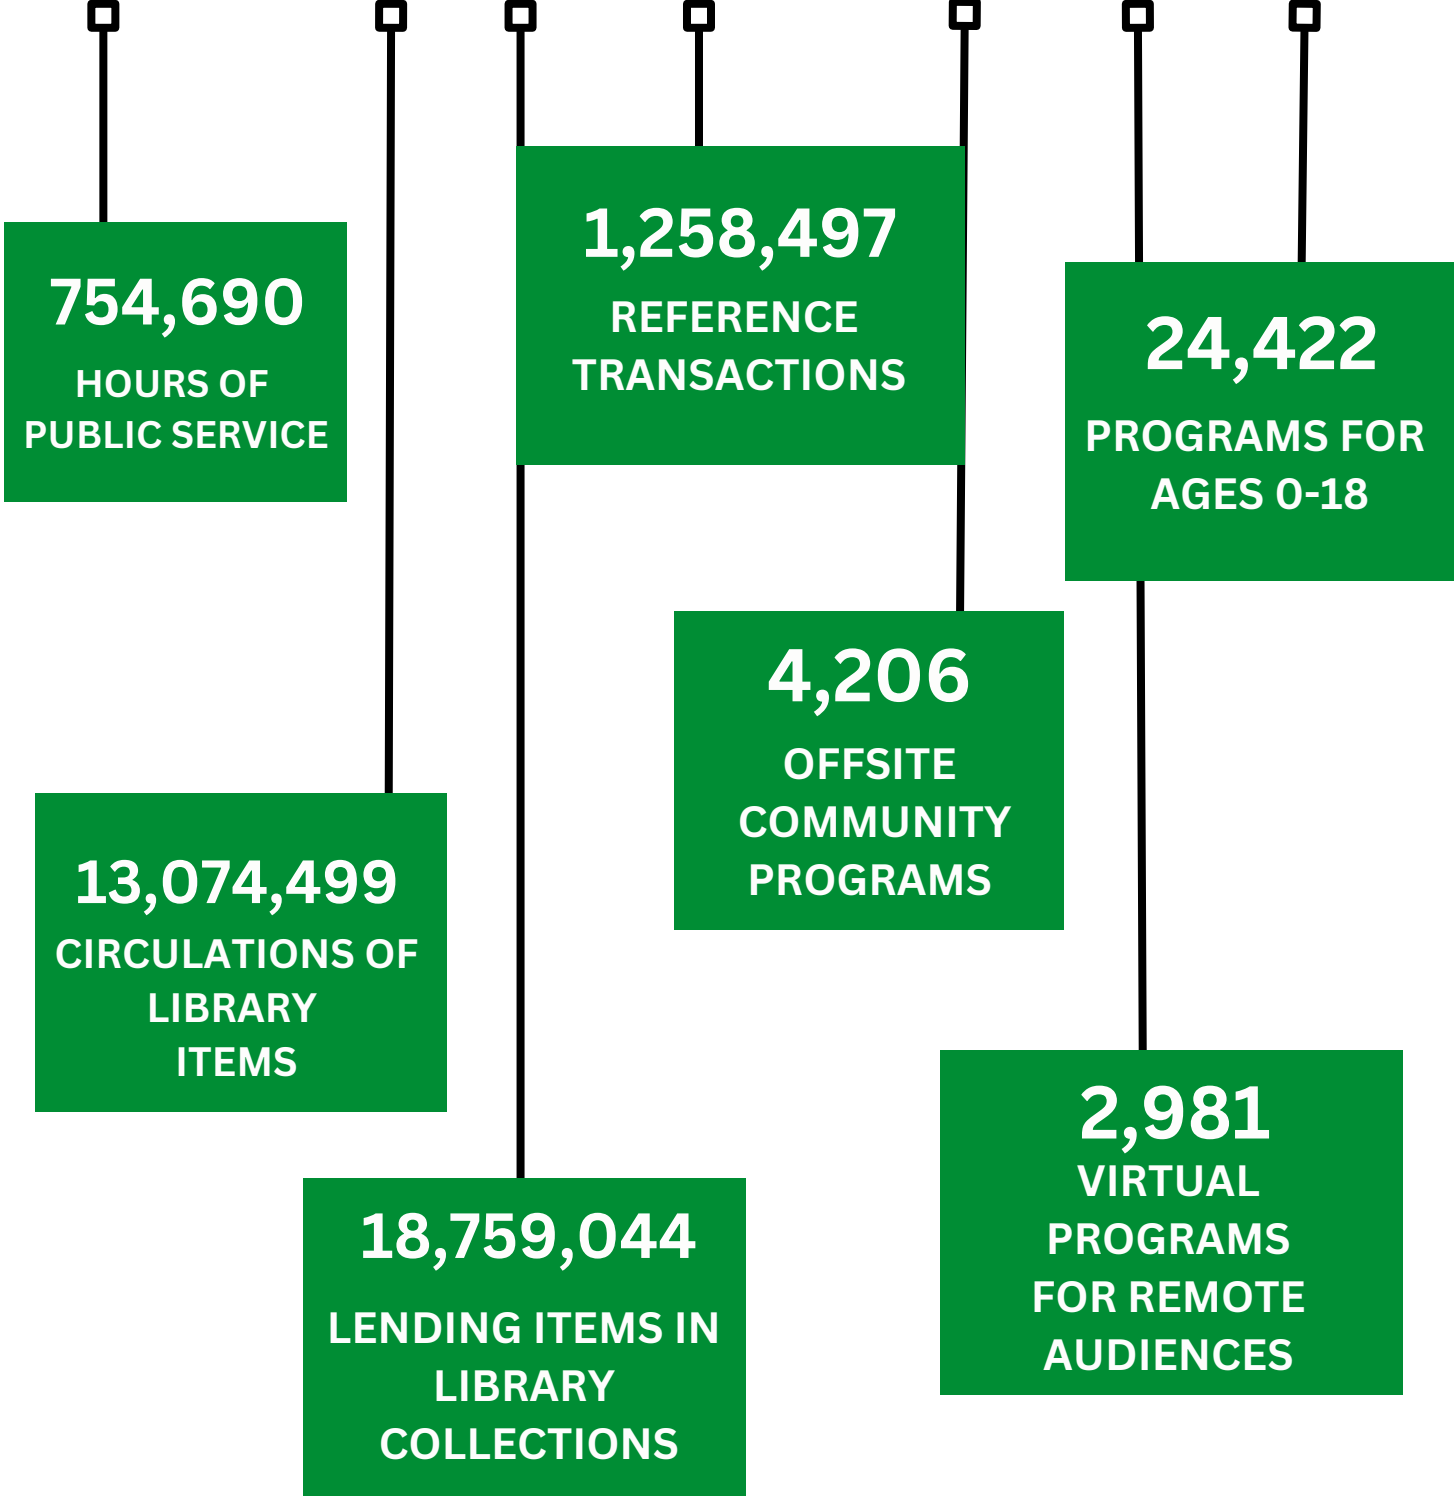 754,690
HOURS OF
PUBLIC SERVICE
1,258,497
REFERENCE
TRANSACTIONS
24,422
PROGRAMS FOR
AGES 0-18
4,206
OFFSITE
COMMUNITY
PROGRAMS
13,074,499
CIRCULATIONS OF
LIBRARY
ITEMS
18,759,044
LENDING ITEMS IN
LIBRARY
COLLECTIONS
2,981
VIRTUAL
PROGRAMS
FOR REMOTE
AUDIENCES